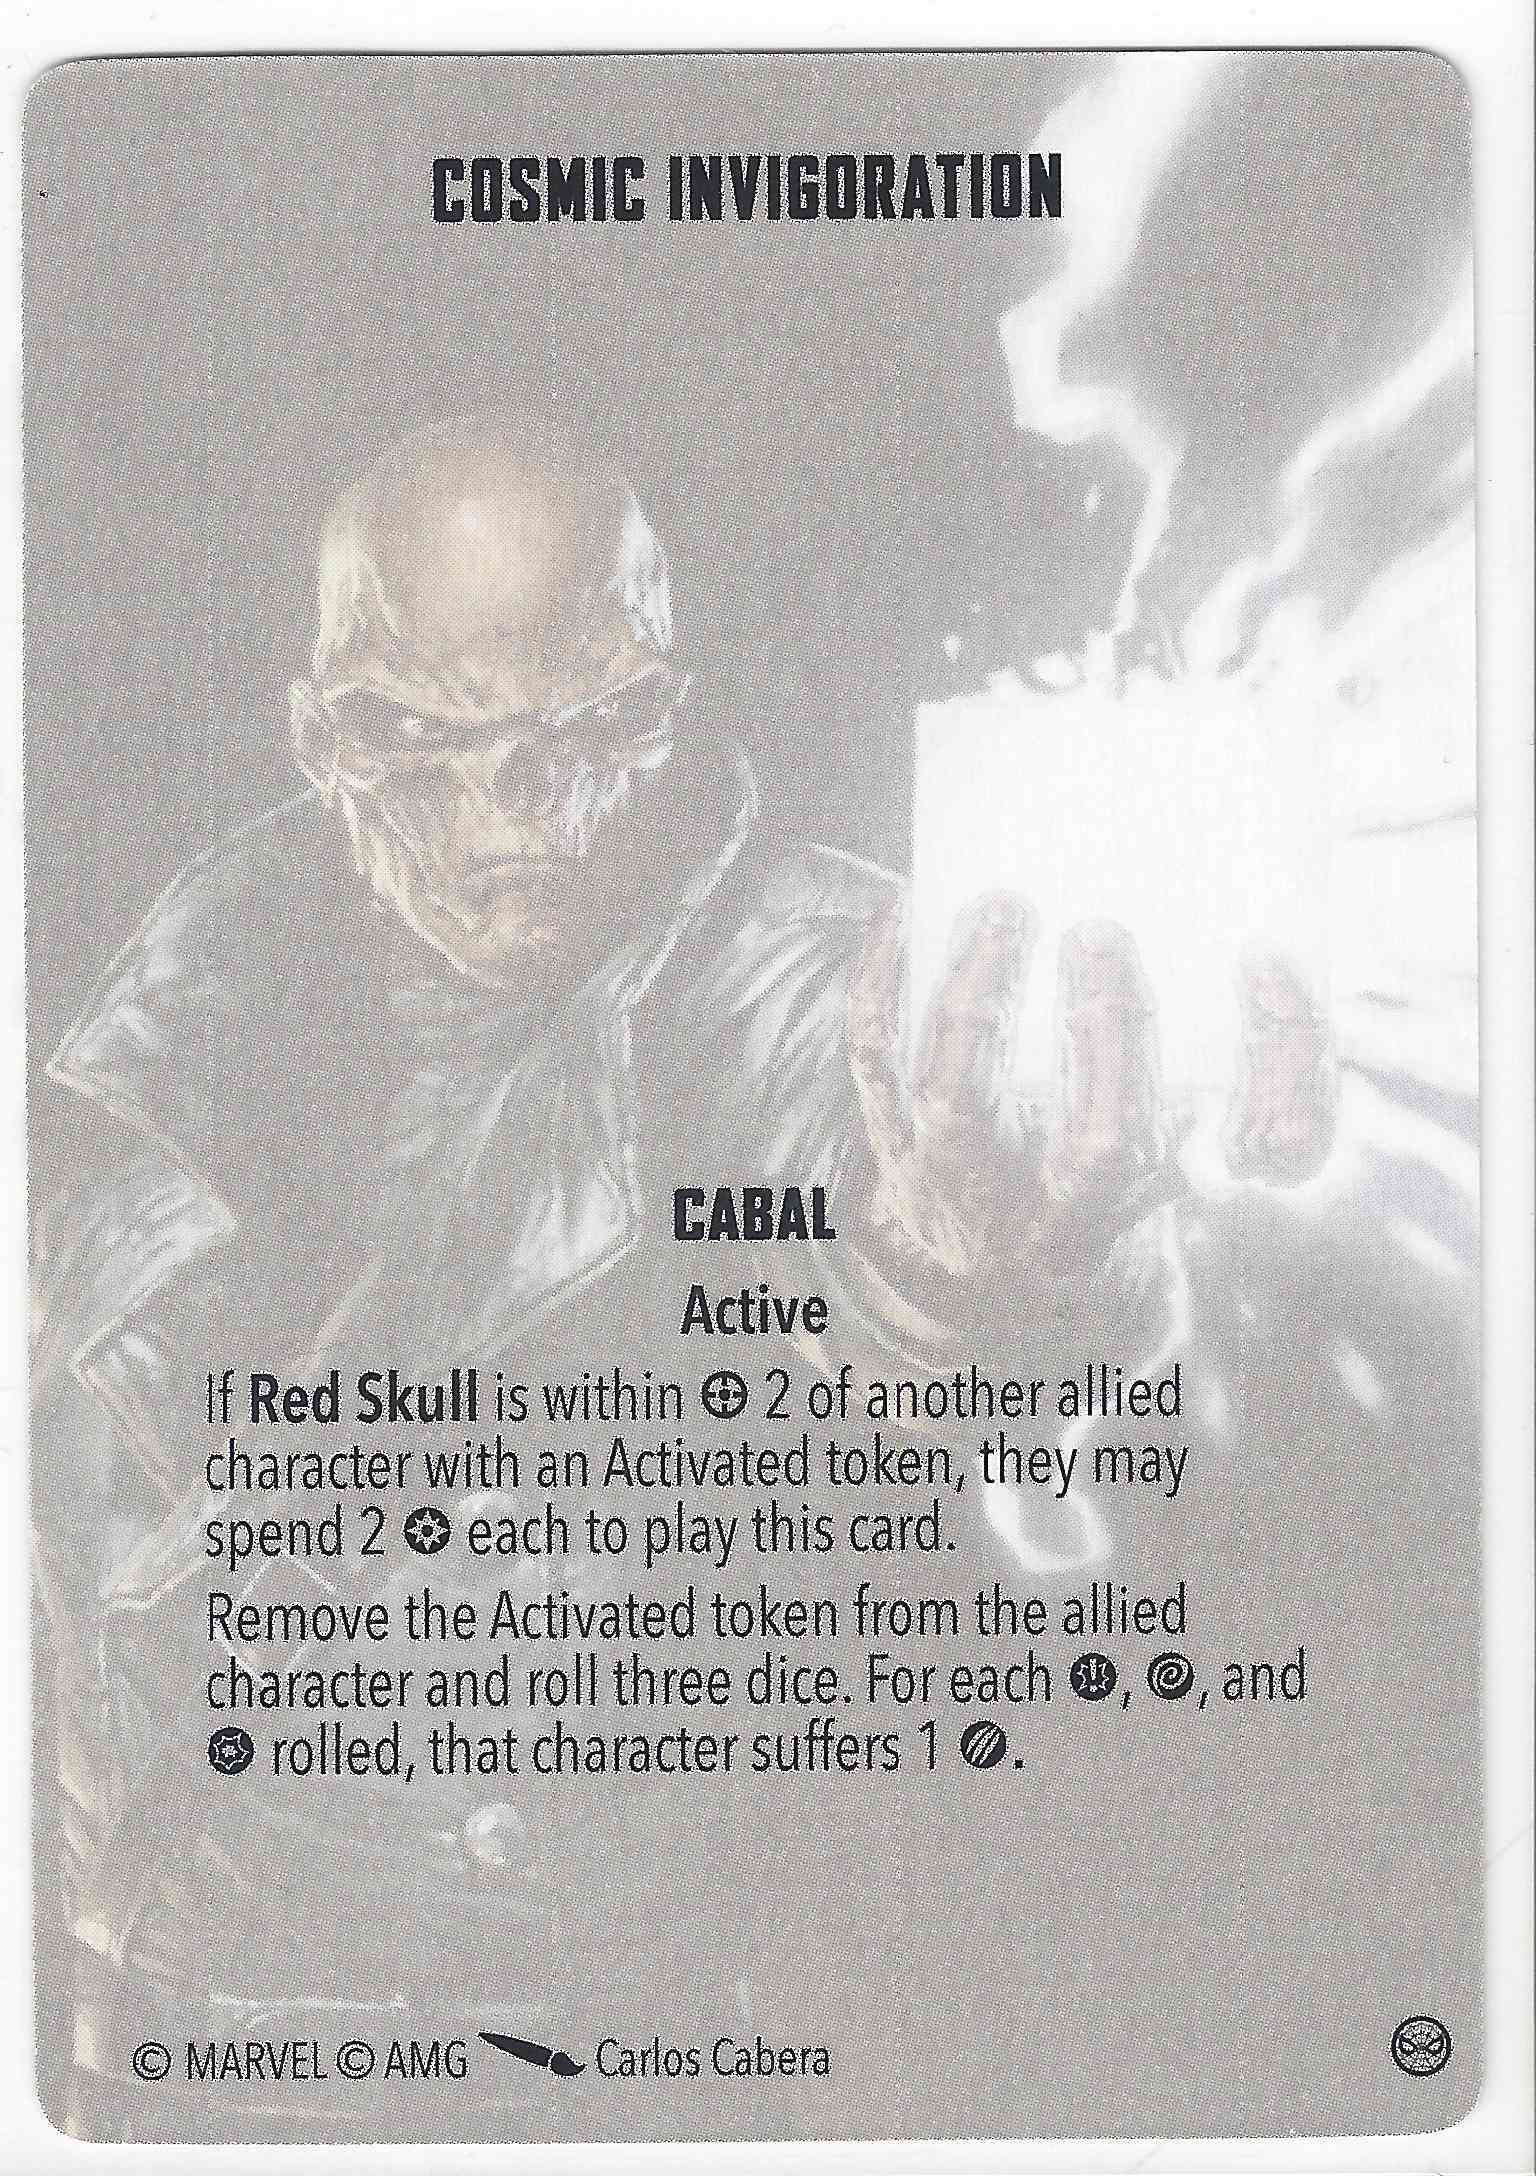 COSMIC INVIGORATION
CABAL
Active
If Red Skull is within 2 of another allied
character with an Activated token, they may
spend 2 each to play this card.
Remove the Activated token from the allied
character and roll three dice. For each , , and
rolled, that character suffers 1 .
© MARVEL © AMG Carlos Cabera